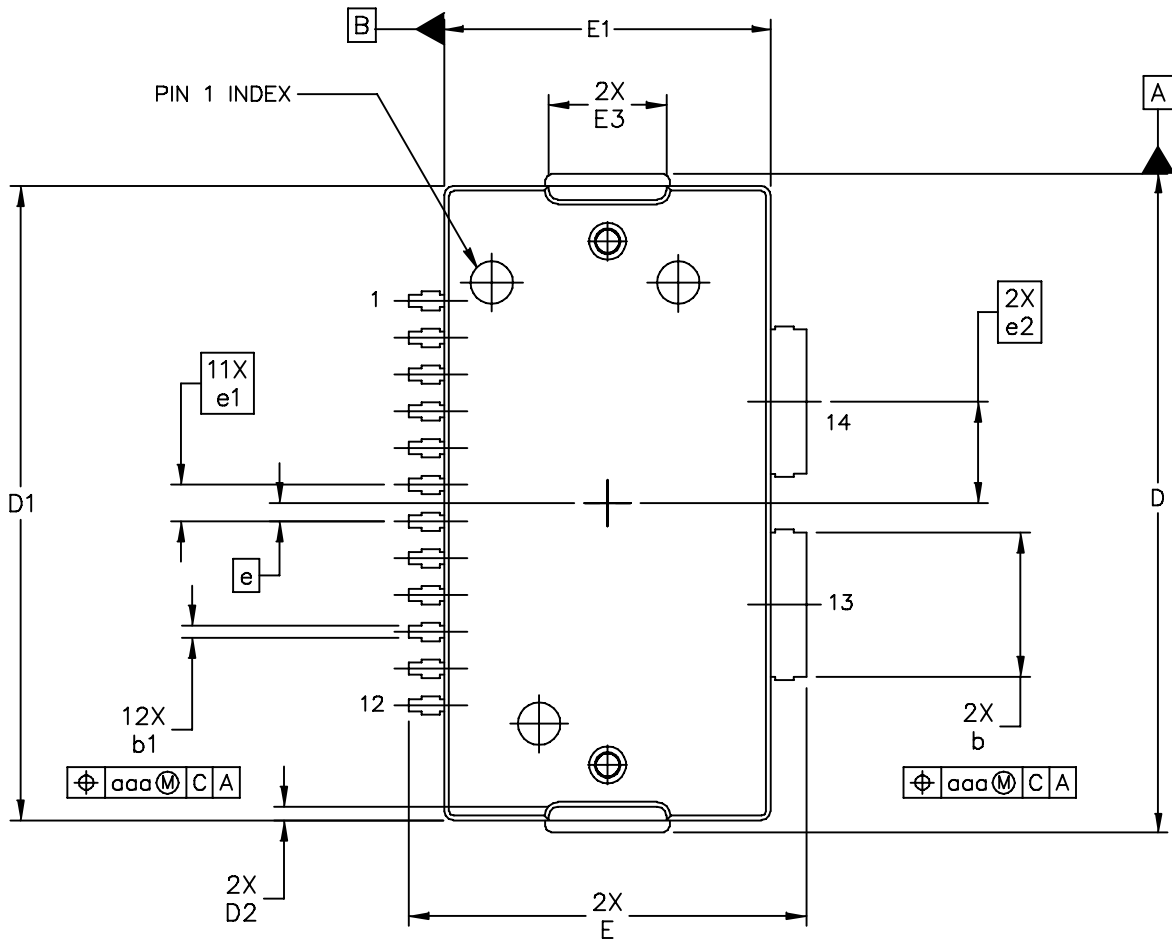 B
E1
PIN 1 INDEX
2X
E3
A
1
2X
e2
11X
e1
14
D1
D
e
13
12
12X
b1
2X
b
⌖ aaa Ⓜ C A
⌖ aaa Ⓜ C A
2X
D2
2X
E